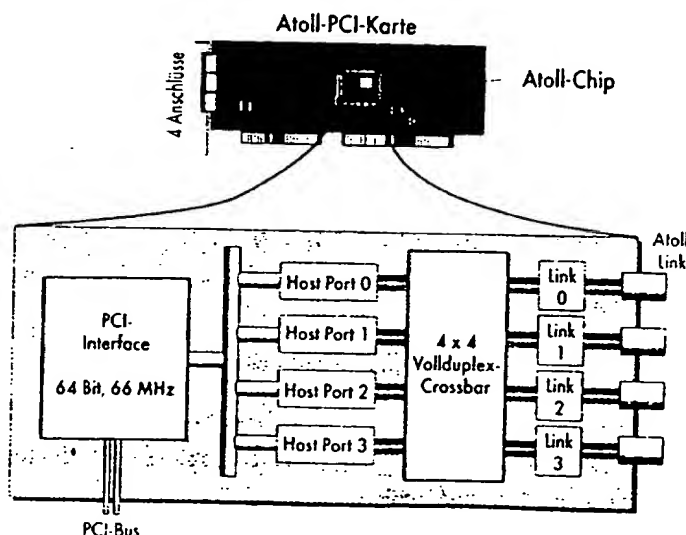 Atoll-PCI-Karte
4 Anschlüsse
Atoll-Chip
Atoll
Link
PCI-
Interface
64 Bit, 66 MHz
Host Port 0
Host Port 1
Host Port 2
Host Port 3
4 x 4
Vollduplex-
Crossbar
Link
0
Link
1
Link
2
Link
3
PCI-Bus